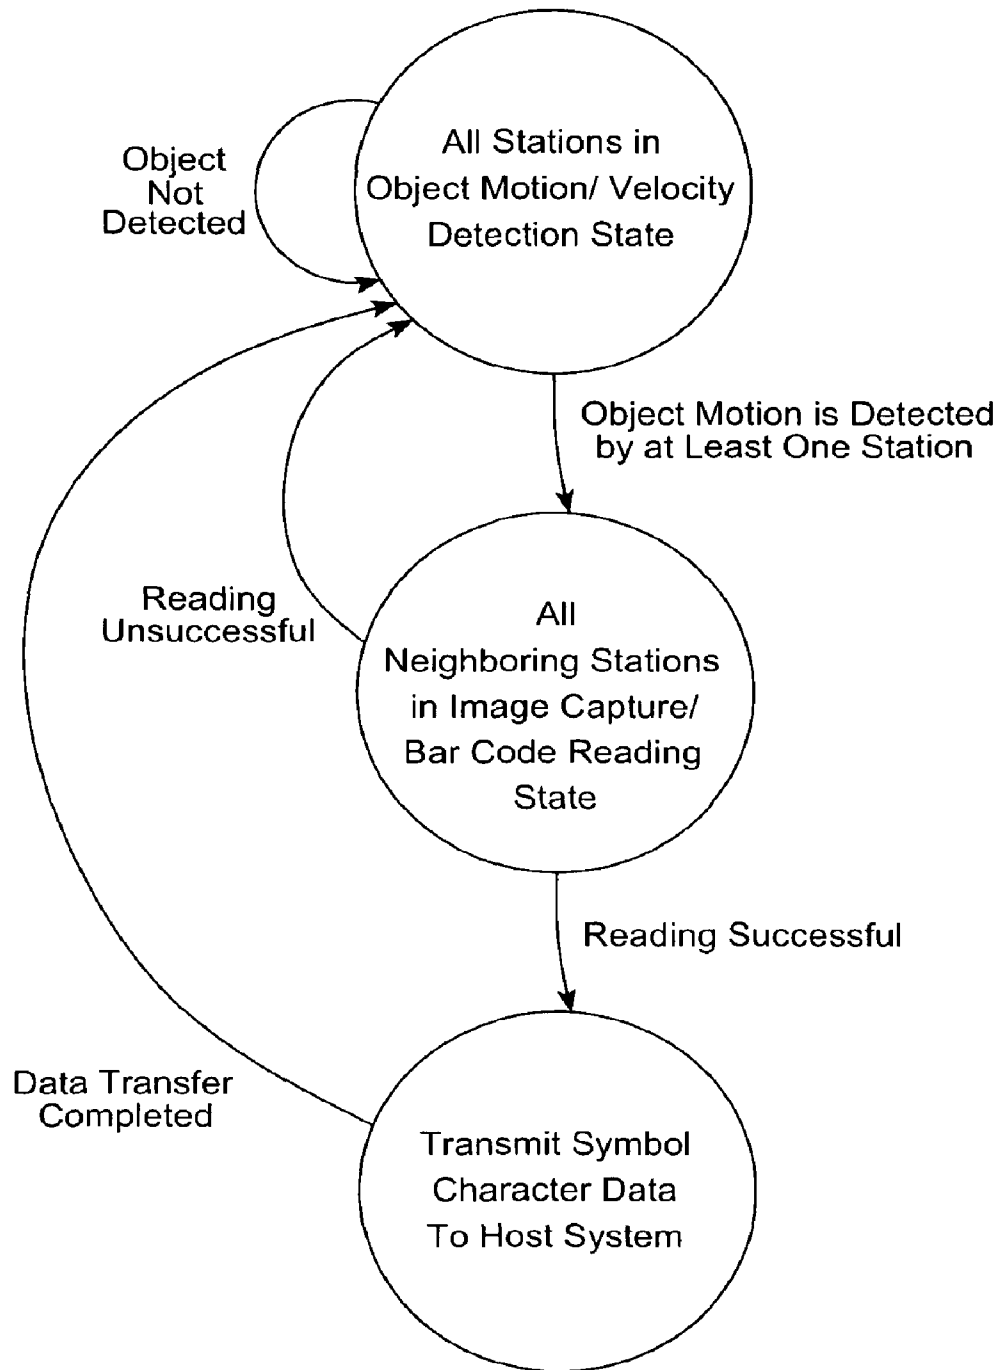 Object
Not
Detected
All Stations in
Object Motion/ Velocity
Detection State
Object Motion is Detected
by at Least One Station
Reading
Unsuccessful
All
Neighboring Stations
in Image Capture/
Bar Code Reading
State
Reading Successful
Data Transfer
Completed
Transmit Symbol
Character Data
To Host System